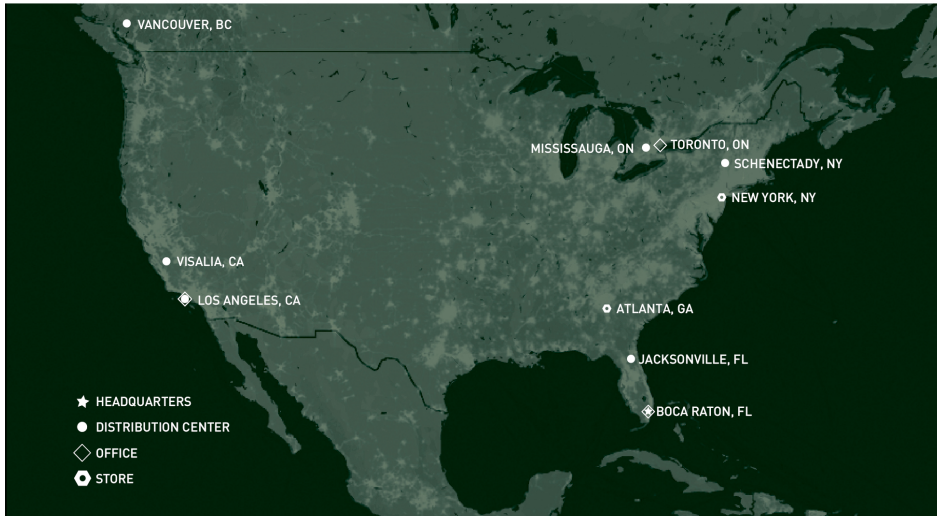 VANCOUVER, BC
MISSISSAUGA, ON
TORONTO, ON
SCHENECTADY, NY
NEW YORK, NY
VISALIA, CA
LOS ANGELES, CA
ATLANTA, GA
JACKSONVILLE, FL
BOCA RATON, FL
HEADQUARTERS
DISTRIBUTION CENTER
OFFICE
STORE